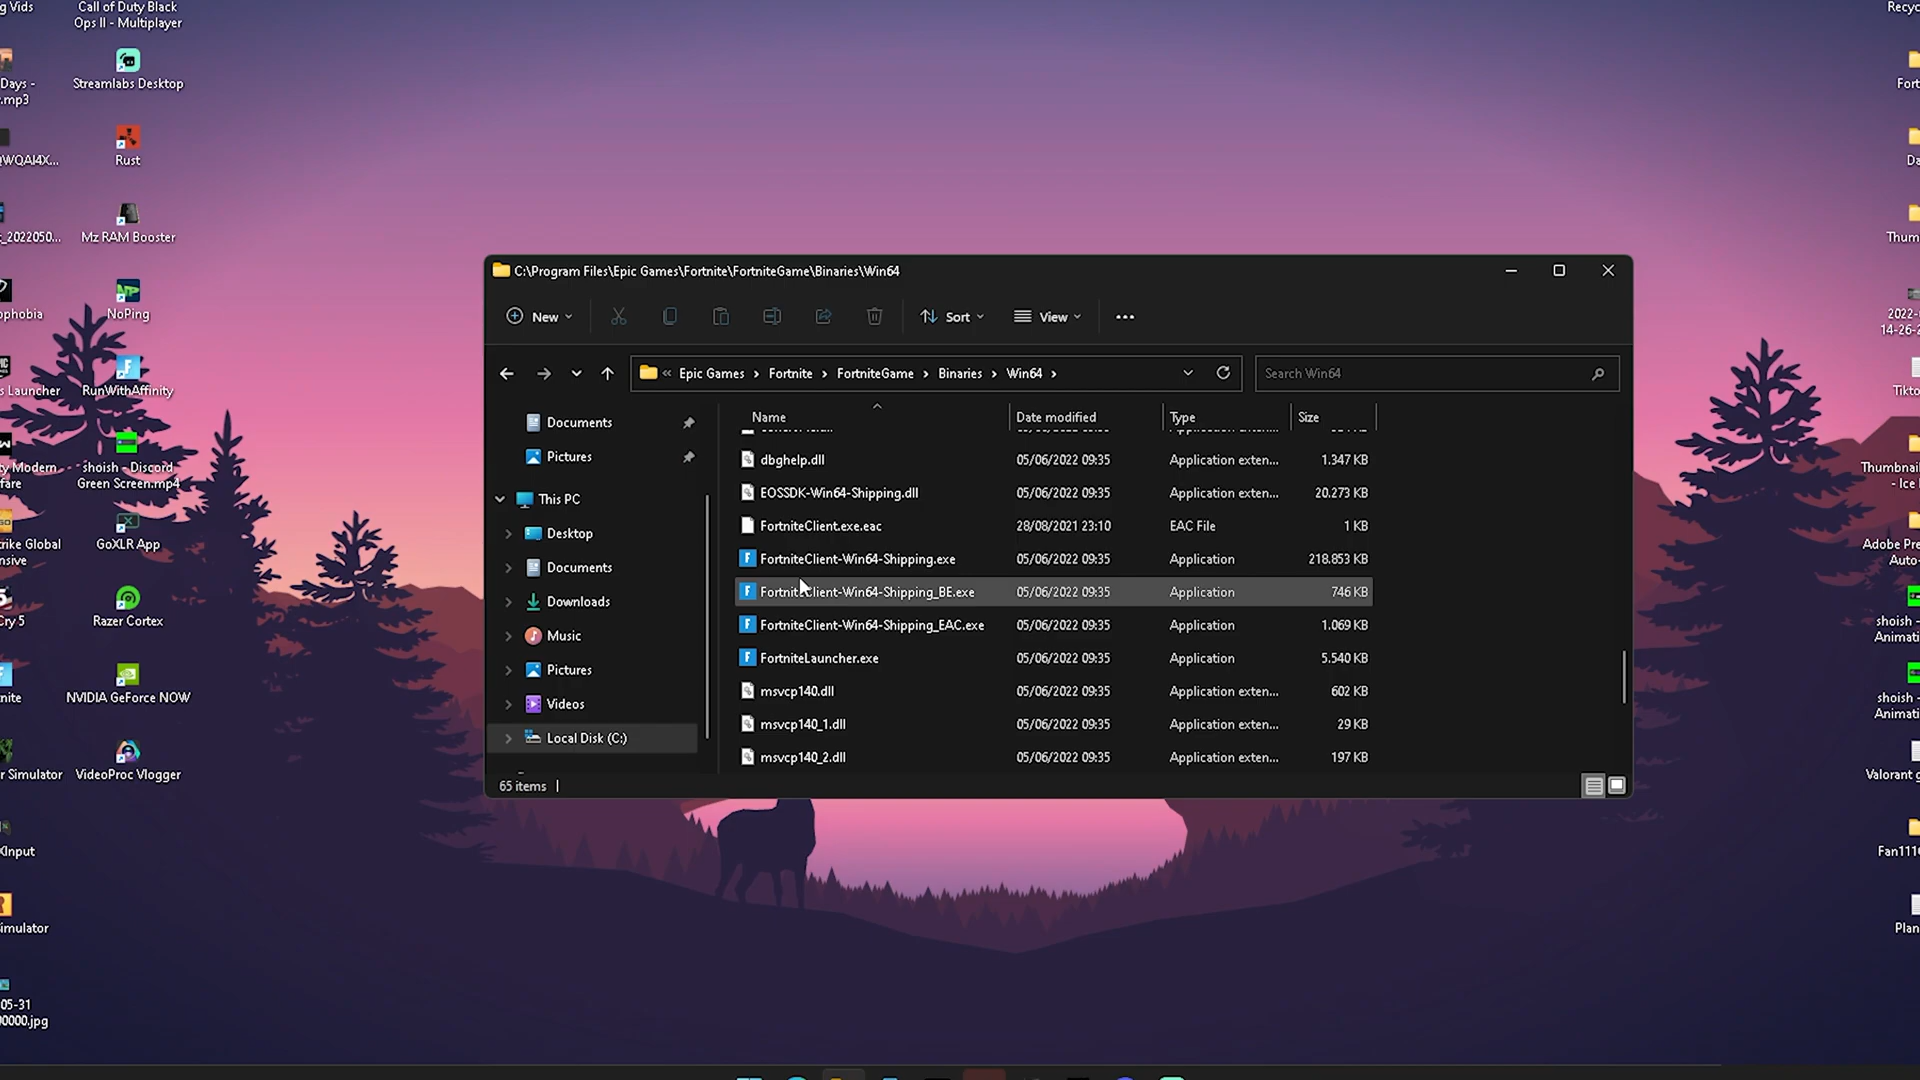 g Vids
Call of Duty Black
Ops II - Multiplayer
Days -
.mp3
Streamlabs Desktop
Rust
_202205​0...
Mz RAM Booster
ophobia
NoPing
s Launcher
RunWithAffinity
ty Modern
fare
shoish - Discord
Green Screen.mp4
rike Global
ensive
GoXLR App
Cry 5
Razer Cortex
nite
NVIDIA GeForce NOW
r Simulator
VideoProc Vlogger
XInput
Simulator
05-31
00000.jpg
C:\Program Files\Epic Games\Fortnite\FortniteGame\Binaries\Win64
New
Sort
View
Epic Games > Fortnite > FortniteGame > Binaries > Win64 >
Search Win64
Documents
Pictures
This PC
Desktop
Documents
Downloads
Music
Pictures
Videos
Local Disk (C:)
Name Date modified Type Size
dbghelp.dll 05/06/2022 09:35 Application exten... 1.347 KB
EOSSDK-Win64-Shipping.dll 05/06/2022 09:35 Application exten... 20.273 KB
FortniteClient.exe.eac 28/08/2021 23:10 EAC File 1 KB
FortniteClient-Win64-Shipping.exe 05/06/2022 09:35 Application 218.853 KB
FortniteClient-Win64-Shipping_BE.exe 05/06/2022 09:35 Application 746 KB
FortniteClient-Win64-Shipping_EAC.exe 05/06/2022 09:35 Application 1.069 KB
FortniteLauncher.exe 05/06/2022 09:35 Application 5.540 KB
msvcp140.dll 05/06/2022 09:35 Application exten... 602 KB
msvcp140_1.dll 05/06/2022 09:35 Application exten... 29 KB
msvcp140_2.dll 05/06/2022 09:35 Application exten... 197 KB
65 items
Recyc
Fort
Da
Thum
2022-
14-26-2
Tikto
Thumbnail
- Ice
Adobe Pre
Auto-
shoish -
Animati
shoish -
Animati
Valorant g
Fan111
Plan